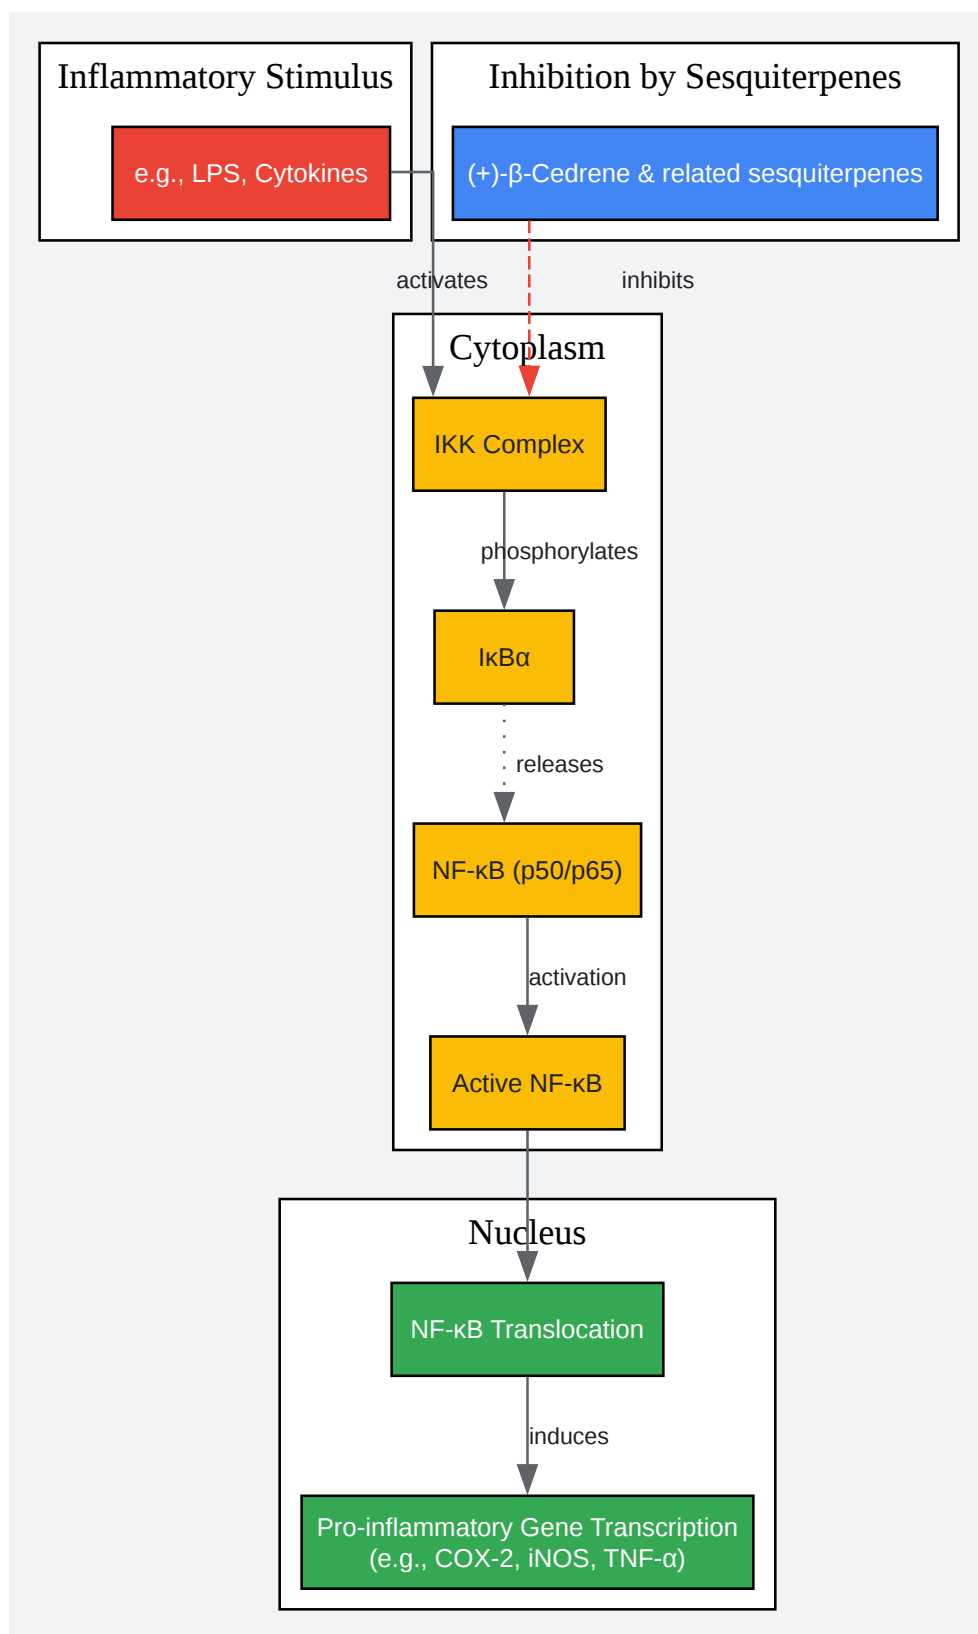 Inflammatory Stimulus
Inhibition by Sesquiterpenes
e.g., LPS, Cytokines
(+)-β-Cedrene & related sesquiterpenes
activates
inhibits
Cytoplasm
IKK Complex
phosphorylates
IκBα
releases
NF-κB (p50/p65)
activation
Active NF-κB
Nucleus
NF-κB Translocation
induces
Pro-inflammatory Gene Transcription
(e.g., COX-2, iNOS, TNF-α)